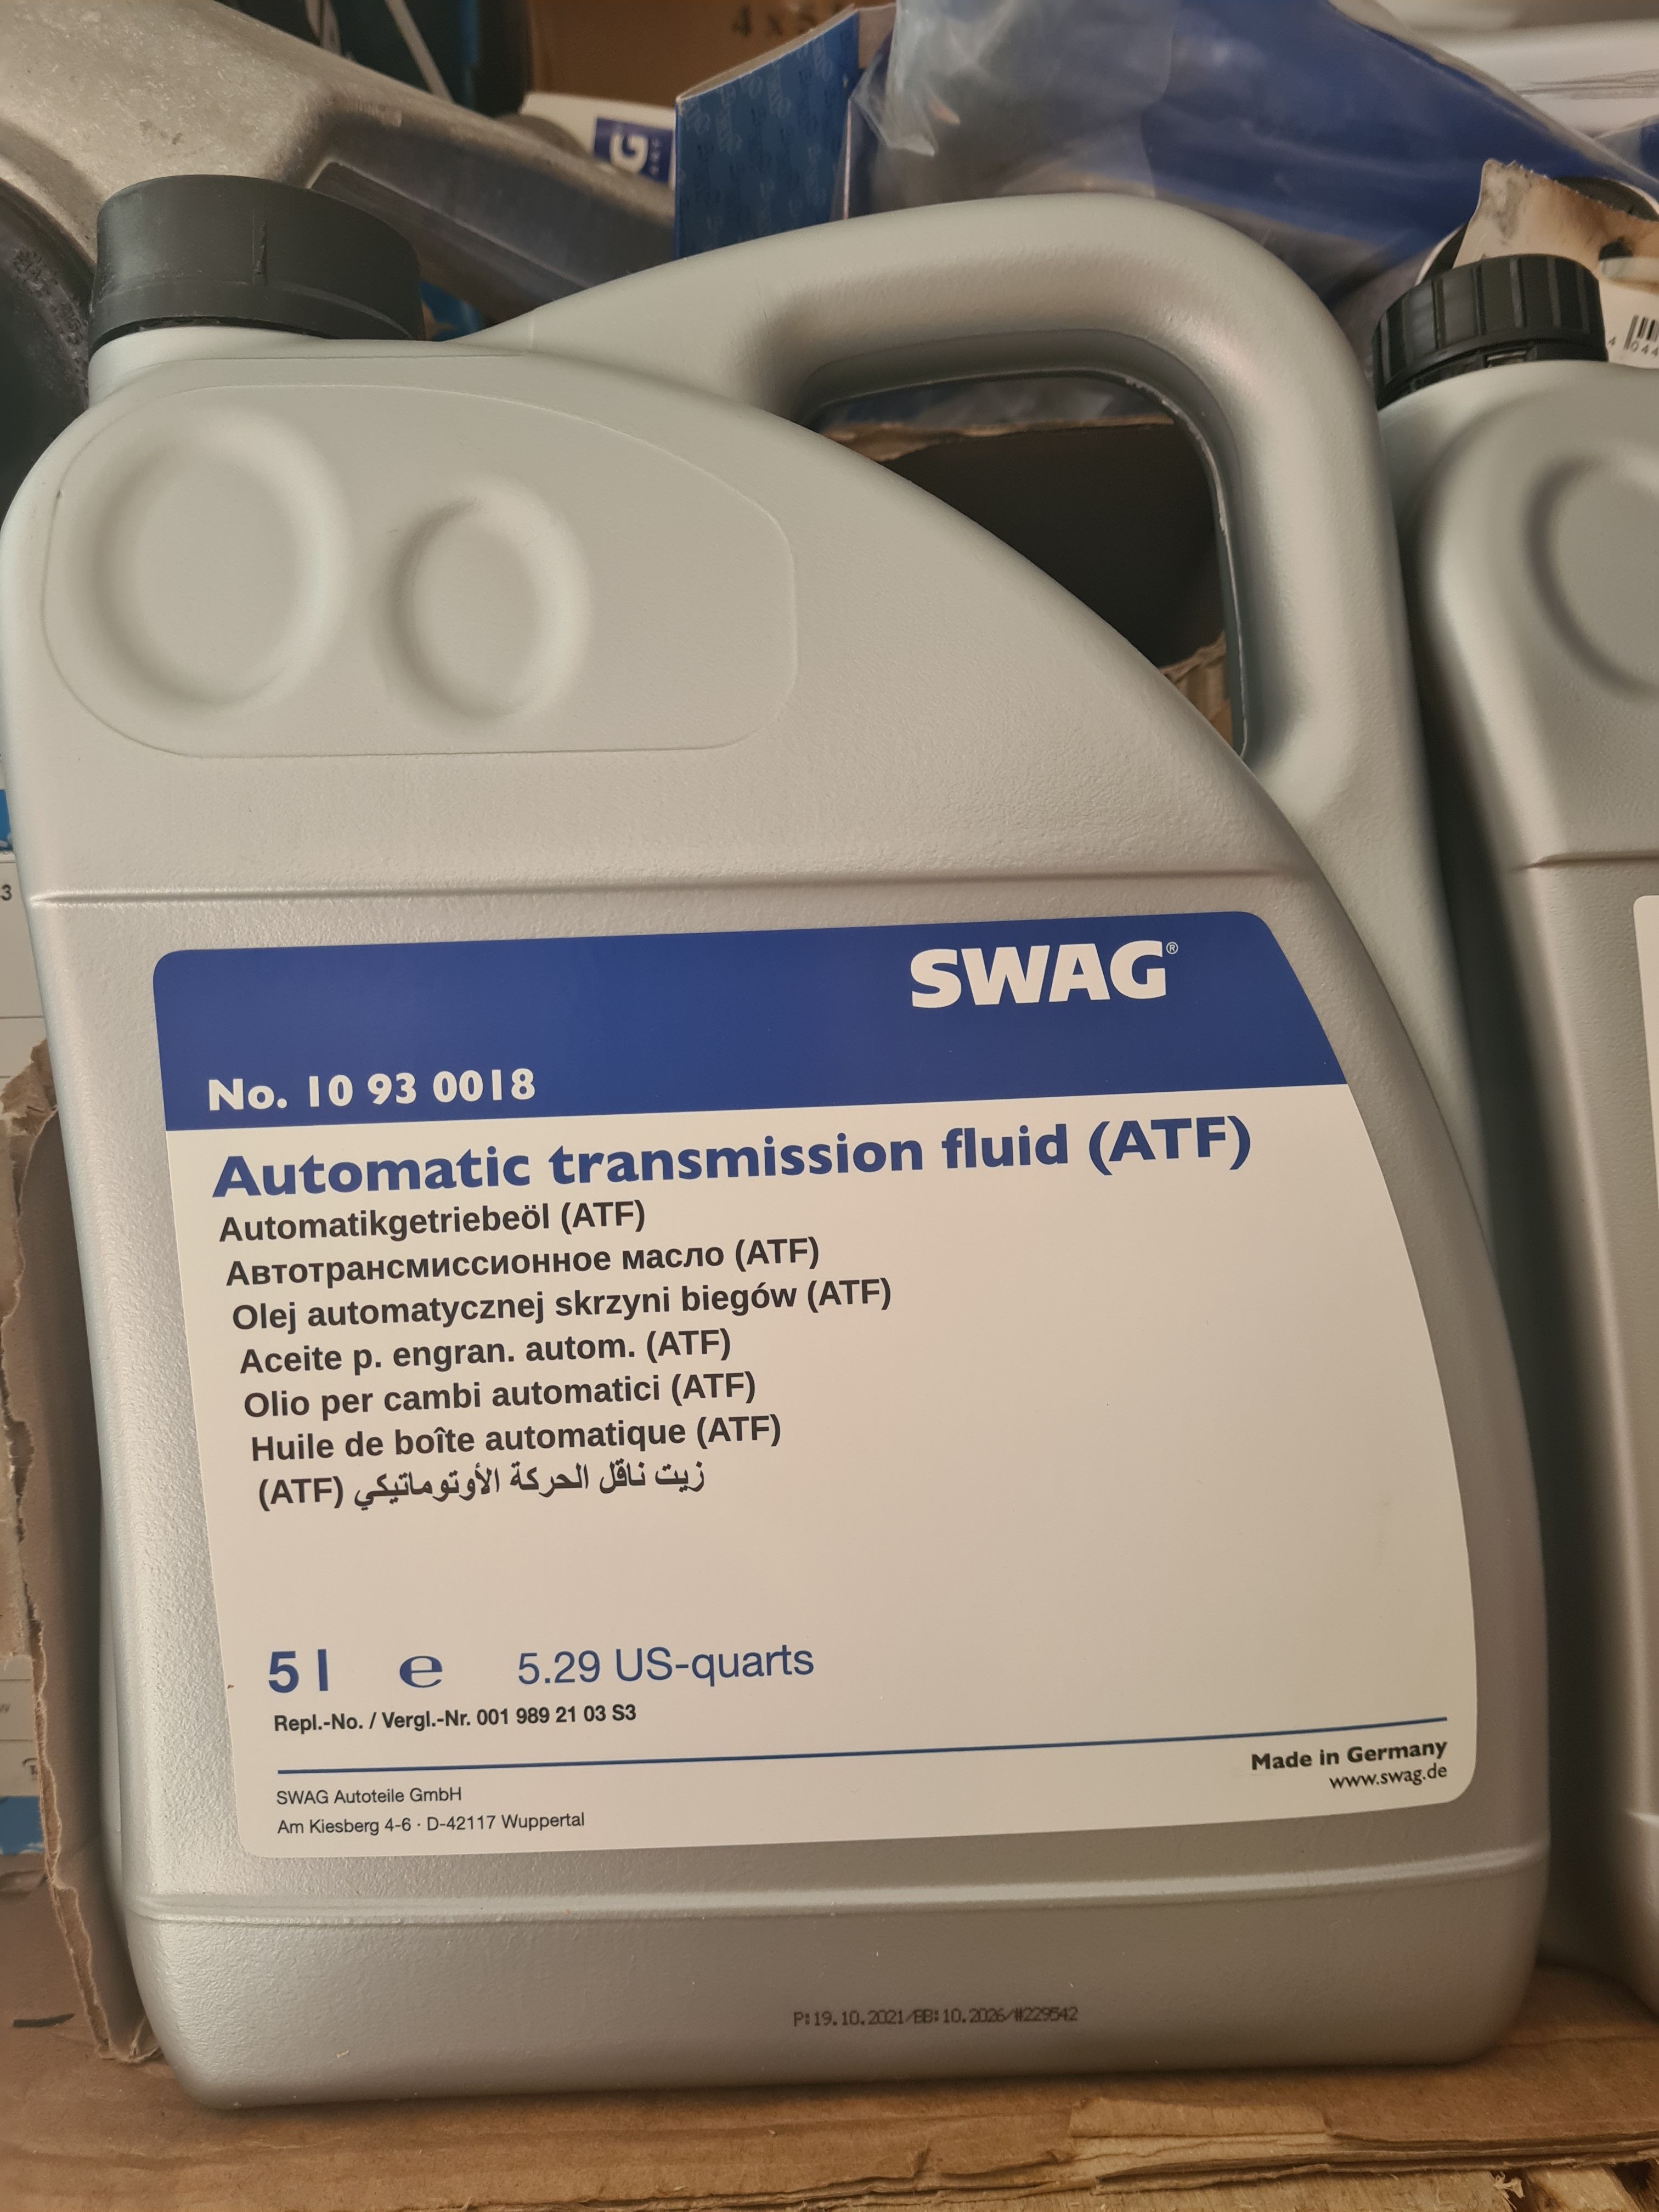 4 x 5
G
SWAG®
No. 10 93 0018
Automatic transmission fluid (ATF)
Automatikgetriebeöl (ATF)
Автотрансмиссионное масло (ATF)
Olej automatycznej skrzyni biegów (ATF)
Aceite p. engran. autom. (ATF)
Olio per cambi automatici (ATF)
Huile de boîte automatique (ATF)
زيت ناقل الحركة الأوتوماتيكي (ATF)
5 l e 5.29 US-quarts
Repl.-No. / Vergl.-Nr. 001 989 21 03 S3
Made in Germany
www.swag.de
SWAG Autoteile GmbH
Am Kiesberg 4-6 · D-42117 Wuppertal
P:19.10.2021/BB:10.2026/#229542